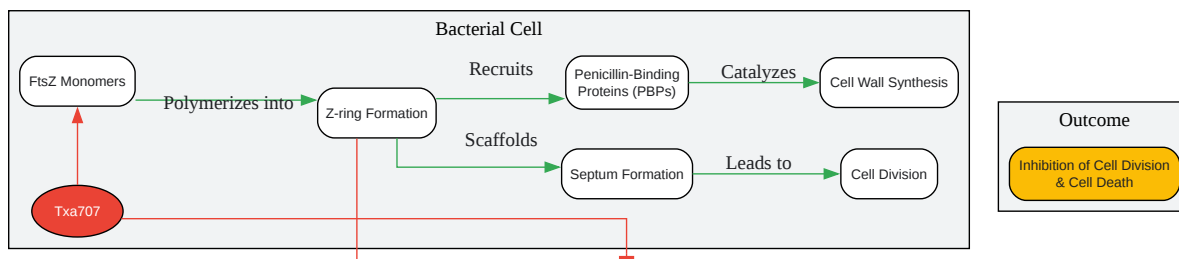 Bacterial Cell
FtsZ Monomers
Polymerizes into
Z-ring Formation
Recruits
Penicillin-Binding
Proteins (PBPs)
Catalyzes
Cell Wall Synthesis
Scaffolds
Septum Formation
Leads to
Cell Division
Txa707
Outcome
Inhibition of Cell Division
& Cell Death